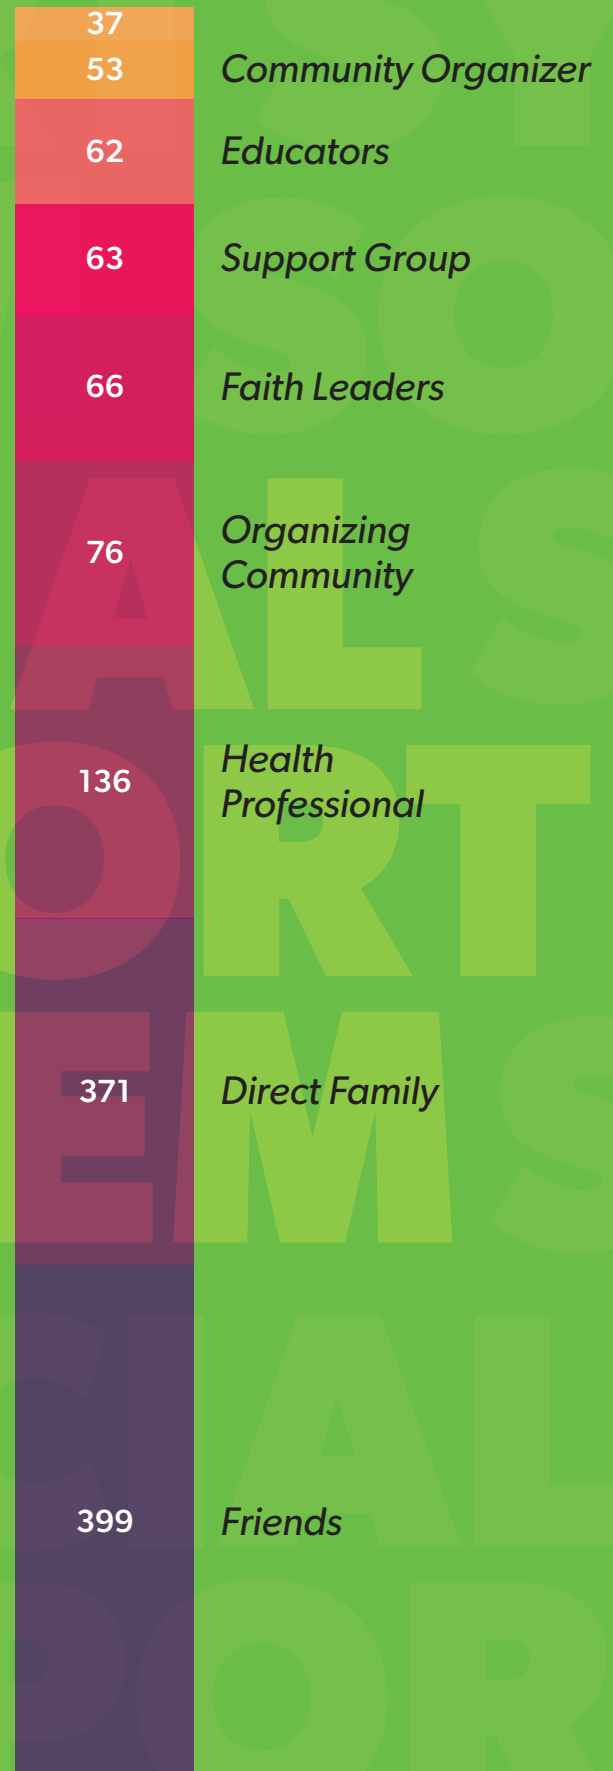 37
53 Community Organizer
62 Educators
63 Support Group
66 Faith Leaders
76 Organizing
Community
136 Health
Professional
371 Direct Family
399 Friends